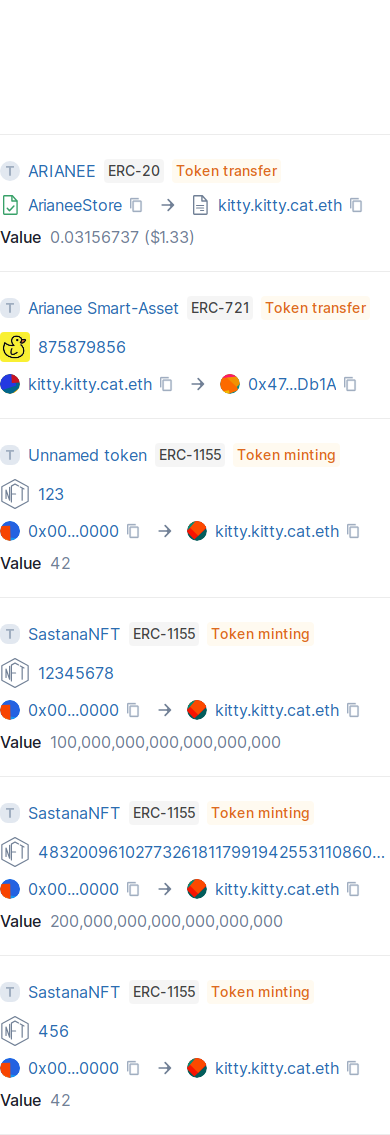 T ARIANEE ERC-20 Token transfer
ArianeeStore → kitty.kitty.cat.eth
Value 0.03156737 ($1.33)
T Arianee Smart-Asset ERC-721 Token transfer
875879856
kitty.kitty.cat.eth → 0x47...Db1A
T Unnamed token ERC-1155 Token minting
NFT 123
0x00...0000 → kitty.kitty.cat.eth
Value 42
T SastanaNFT ERC-1155 Token minting
NFT 12345678
0x00...0000 → kitty.kitty.cat.eth
Value 100,000,000,000,000,000,000
T SastanaNFT ERC-1155 Token minting
NFT 483200961027732618117991942553110860...
0x00...0000 → kitty.kitty.cat.eth
Value 200,000,000,000,000,000,000
T SastanaNFT ERC-1155 Token minting
NFT 456
0x00...0000 → kitty.kitty.cat.eth
Value 42